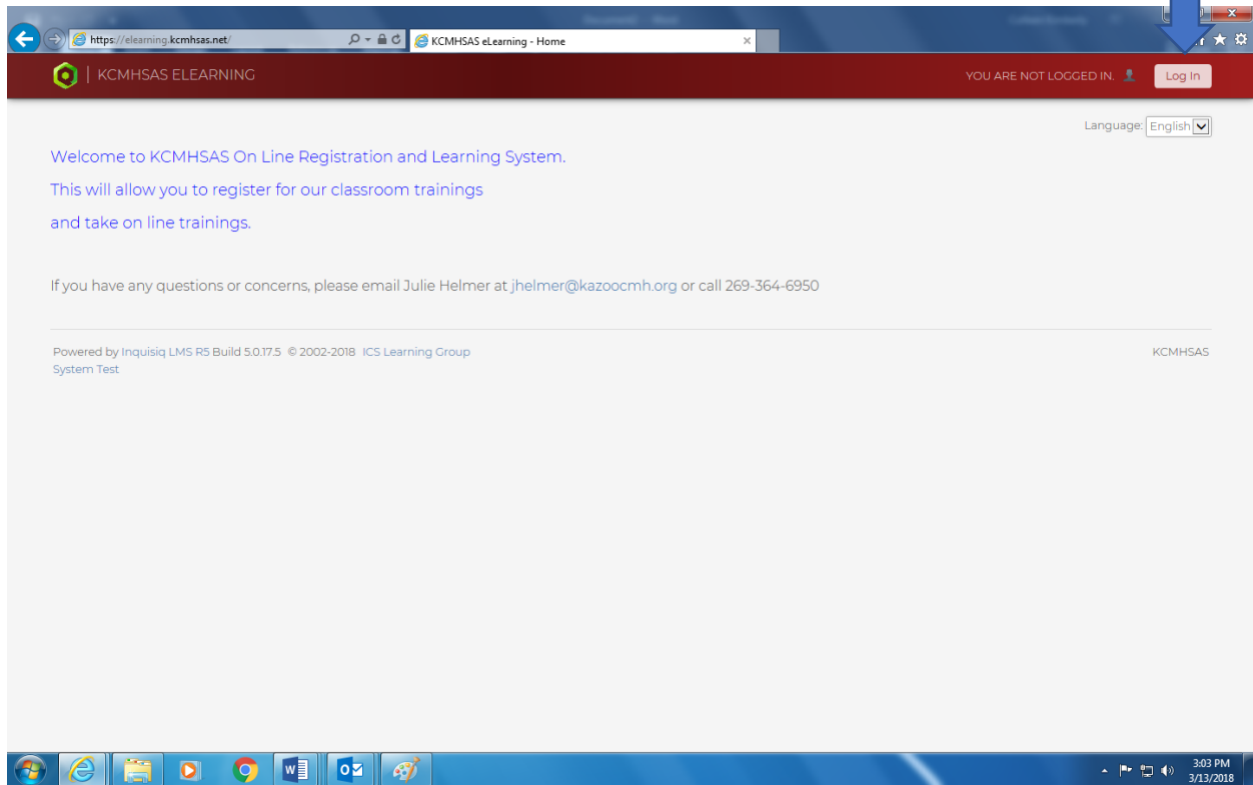 https://elearning.kcmhsas.net/
KCMHSAS eLearning - Home
| KCMHSAS ELEARNING
YOU ARE NOT LOGGED IN.
Log In
Language: English
Welcome to KCMHSAS On Line Registration and Learning System.
This will allow you to register for our classroom trainings
and take on line trainings.
If you have any questions or concerns, please email Julie Helmer at jhelmer@kazoocmh.org or call 269-364-6950
Powered by Inquisiq LMS R5 Build 5.0.17.5 © 2002-2018 ICS Learning Group
KCMHSAS
System Test
3:03 PM
3/13/2018